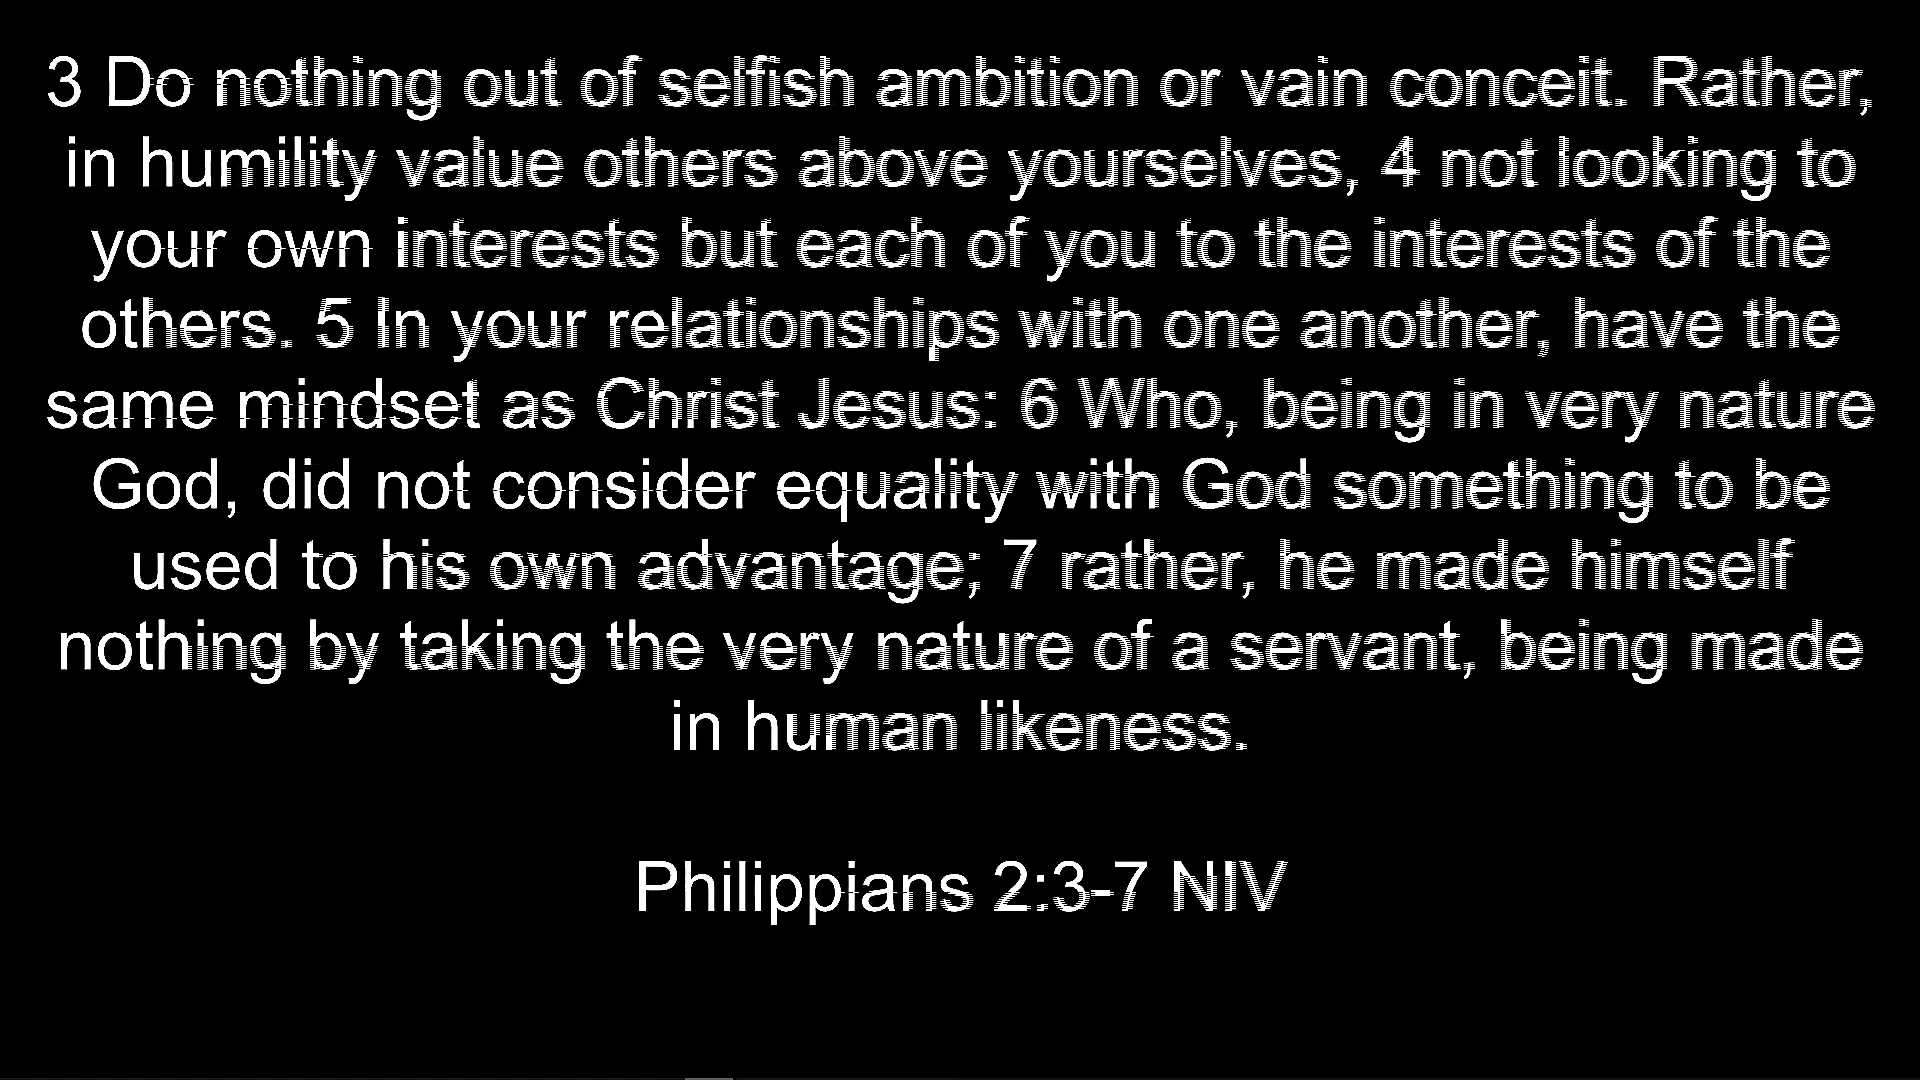 3 Do nothing out of selfish ambition or vain conceit. Rather,
in humility value others above yourselves, 4 not looking to
your own interests but each of you to the interests of the
others. 5 In your relationships with one another, have the
same mindset as Christ Jesus: 6 Who, being in very nature
God, did not consider equality with God something to be
used to his own advantage; 7 rather, he made himself
nothing by taking the very nature of a servant, being made
in human likeness.
Philippians 2:3-7 NIV